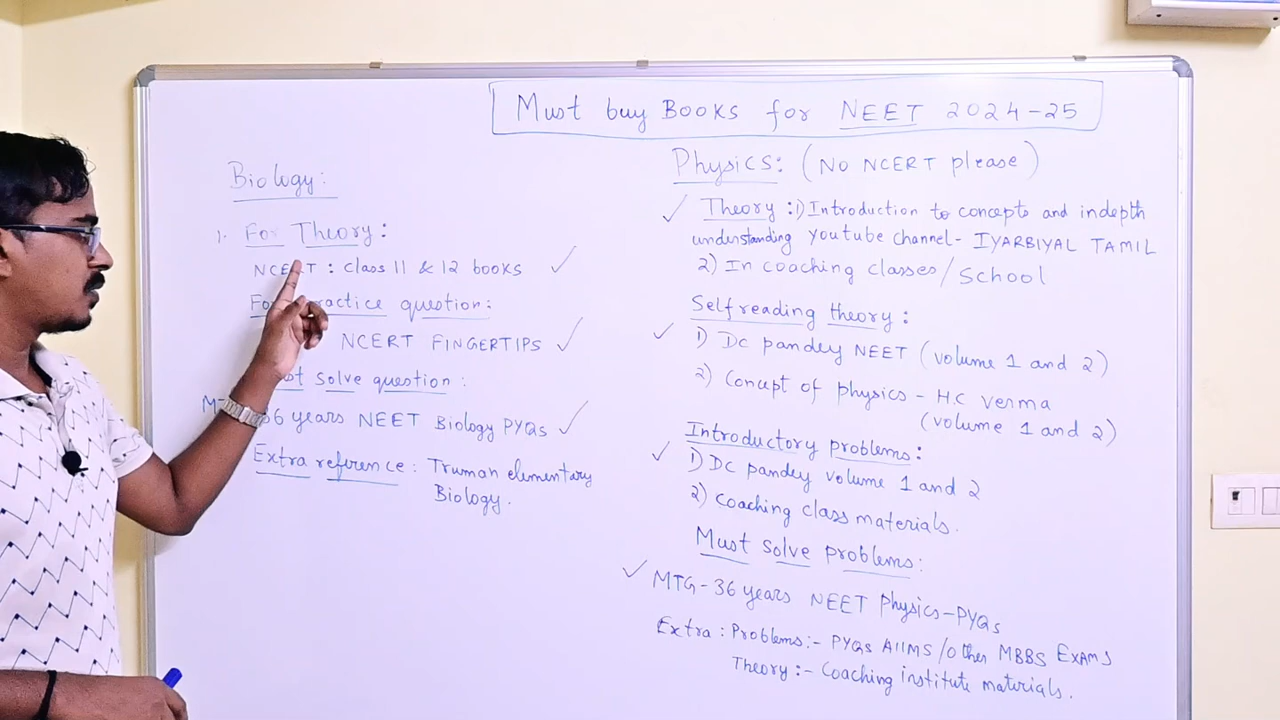 Must buy Books for NEET 2024-25
Biology:
1. For Theory:
NCERT : Class 11 & 12 books ✓
question:
NCERT FINGERTIPS ✓
solve question :
36 years NEET Biology PYQs ✓
Extra reference : Truman elementary
Biology.
Physics: (No NCERT please)
✓ Theory :1) Introduction to concepts and indepth
understanding Youtube channel- IYARBIYAL TAMIL
2) In coaching classes/School
Self reading theory :
✓ 1) DC pandey NEET (volume 1 and 2)
2) Concept of physics - H.C Verma
(volume 1 and 2)
Introductory problems:
✓ 1) DC pandey volume 1 and 2
2) Coaching class materials.
Must solve problems:
✓ MTG-36 years NEET Physics-PYQs
Extra : Problems:- PYQs AIIMS/Other MBBS EXAMS
Theory :- Coaching institute materials.